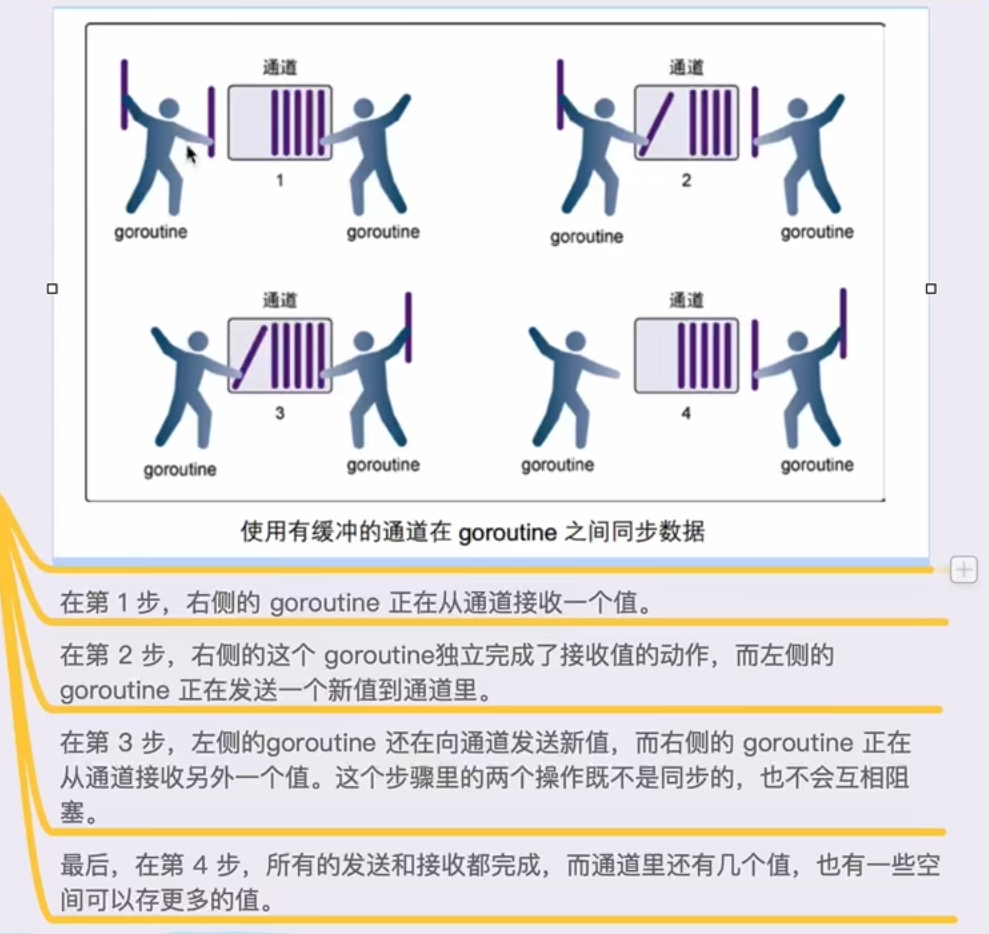 通道
通道
1
2
goroutine
goroutine
goroutine
goroutine
通道
通道
3
4
goroutine
goroutine
goroutine
goroutine
使用有缓冲的通道在 goroutine 之间同步数据
在第 1 步，右侧的 goroutine 正在从通道接收一个值。
在第 2 步，右侧的这个 goroutine独立完成了接收值的动作，而左侧的
goroutine 正在发送一个新值到通道里。
在第 3 步，左侧的goroutine 还在向通道发送新值，而右侧的 goroutine 正在
从通道接收另外一个值。这个步骤里的两个操作既不是同步的，也不会互相阻
塞。
最后，在第 4 步，所有的发送和接收都完成，而通道里还有几个值，也有一些空
间可以存更多的值。